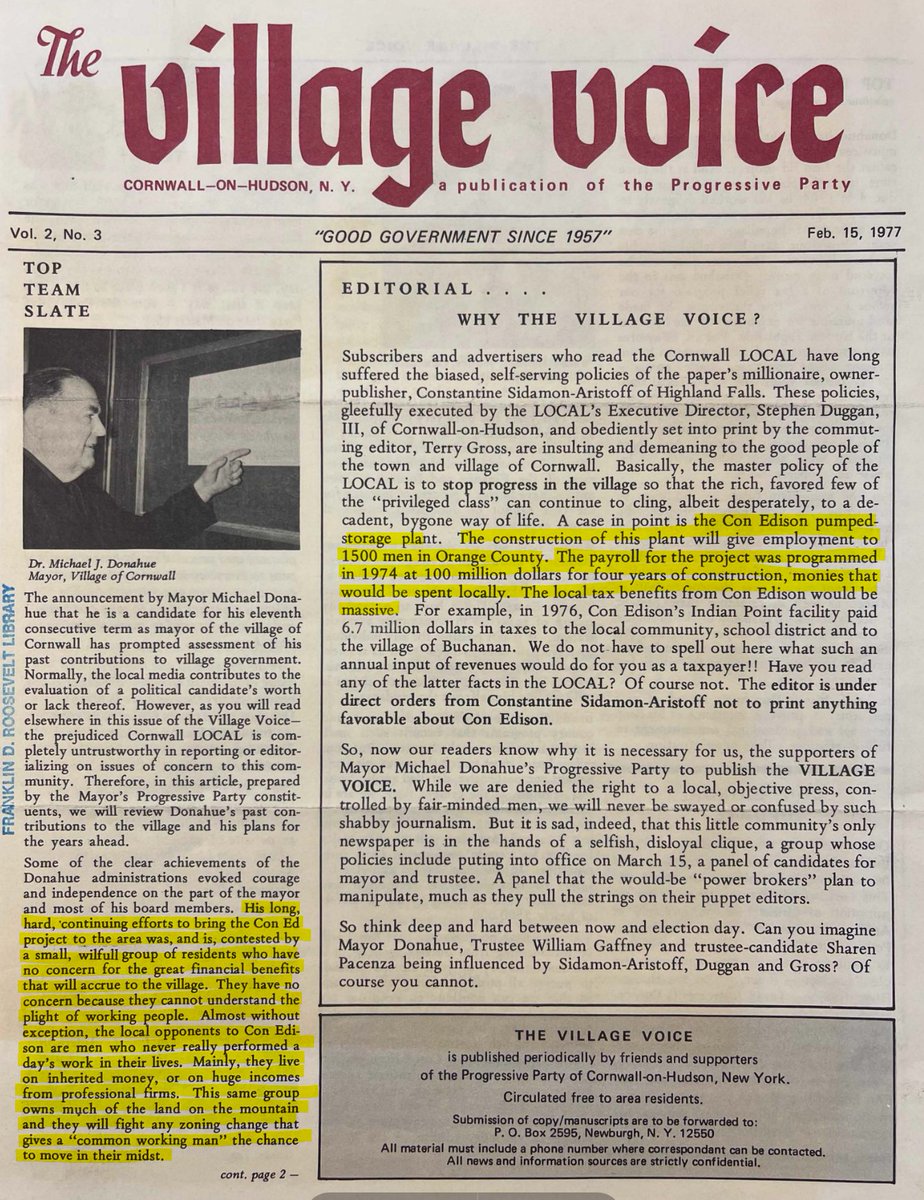 The village voice
CORNWALL—ON—HUDSON, N. Y. a publication of the Progressive Party
Vol. 2, No. 3 "GOOD GOVERNMENT SINCE 1957" Feb. 15, 1977
TOP
TEAM
SLATE
Dr. Michael J. Donahue
Mayor, Village of Cornwall
The announcement by Mayor Michael Dona-
hue that he is a candidate for his eleventh
consecutive term as mayor of the village of
Cornwall has prompted assessment of his
past contributions to village government.
Normally, the local media contributes to the
evaluation of a political candidate's worth
or lack thereof. However, as you will read
elsewhere in this issue of the Village Voice—
the prejudiced Cornwall LOCAL is com-
pletely untrustworthy in reporting or editor-
ializing on issues of concern to this com-
munity. Therefore, in this article, prepared
by the Mayor's Progressive Party constit-
uents, we will review Donahue's past con-
tributions to the village and his plans for
the years ahead.
Some of the clear achievements of the
Donahue administrations evoked courage
and independence on the part of the mayor
and most of his board members. His long,
hard, continuing efforts to bring the Con Ed
project to the area was, and is, contested by
a small, wilfull group of residents who have
no concern for the great financial benefits
that will accrue to the village. They have no
concern because they cannot understand the
plight of working people. Almost without
exception, the local opponents to Con Edi-
son are men who never really performed a
day's work in their lives. Mainly, they live
on inherited money, or on huge incomes
from professional firms. This same group
owns much of the land on the mountain
and they will fight any zoning change that
gives a "common working man" the chance
to move in their midst.
cont. page 2 —
FRANKLIN D. ROOSEVELT LIBRARY
EDITORIAL . . . .
WHY THE VILLAGE VOICE?
Subscribers and advertisers who read the Cornwall LOCAL have long
suffered the biased, self-serving policies of the paper's millionaire, owner-
publisher, Constantine Sidamon-Aristoff of Highland Falls. These policies,
gleefully executed by the LOCAL's Executive Director, Stephen Duggan,
III, of Cornwall-on-Hudson, and obediently set into print by the commut-
ing editor, Terry Gross, are insulting and demeaning to the good people of
the town and village of Cornwall. Basically, the master policy of the
LOCAL is to stop progress in the village so that the rich, favored few of
the "privileged class" can continue to cling, albeit desperately, to a de-
cadent, bygone way of life. A case in point is the Con Edison pumped-
storage plant. The construction of this plant will give employment to
1500 men in Orange County. The payroll for the project was programmed
in 1974 at 100 million dollars for four years of construction, monies that
would be spent locally. The local tax benefits from Con Edison would be
massive. For example, in 1976, Con Edison's Indian Point facility paid
6.7 million dollars in taxes to the local community, school district and to
the village of Buchanan. We do not have to spell out here what such an
annual input of revenues would do for you as a taxpayer!! Have you read
any of the latter facts in the LOCAL? Of course not. The editor is under
direct orders from Constantine Sidamon-Aristoff not to print anything
favorable about Con Edison.
So, now our readers know why it is necessary for us, the supporters of
Mayor Michael Donahue's Progressive Party to publish the VILLAGE
VOICE. While we are denied the right to a local, objective press, con-
trolled by fair-minded men, we will never be swayed or confused by such
shabby journalism. But it is sad, indeed, that this little community's only
newspaper is in the hands of a selfish, disloyal clique, a group whose
policies include puting into office on March 15, a panel of candidates for
mayor and trustee. A panel that the would-be "power brokers" plan to
manipulate, much as they pull the strings on their puppet editors.
So think deep and hard between now and election day. Can you imagine
Mayor Donahue, Trustee William Gaffney and trustee-candidate Sharen
Pacenza being influenced by Sidamon-Aristoff, Duggan and Gross? Of
course you cannot.
THE VILLAGE VOICE
is published periodically by friends and supporters
of the Progressive Party of Cornwall-on-Hudson, New York.
Circulated free to area residents.
Submission of copy/manuscripts are to be forwarded to:
P. O. Box 2595, Newburgh, N. Y. 12550
All material must include a phone number where correspondent can be contacted.
All news and information sources are strictly confidential.